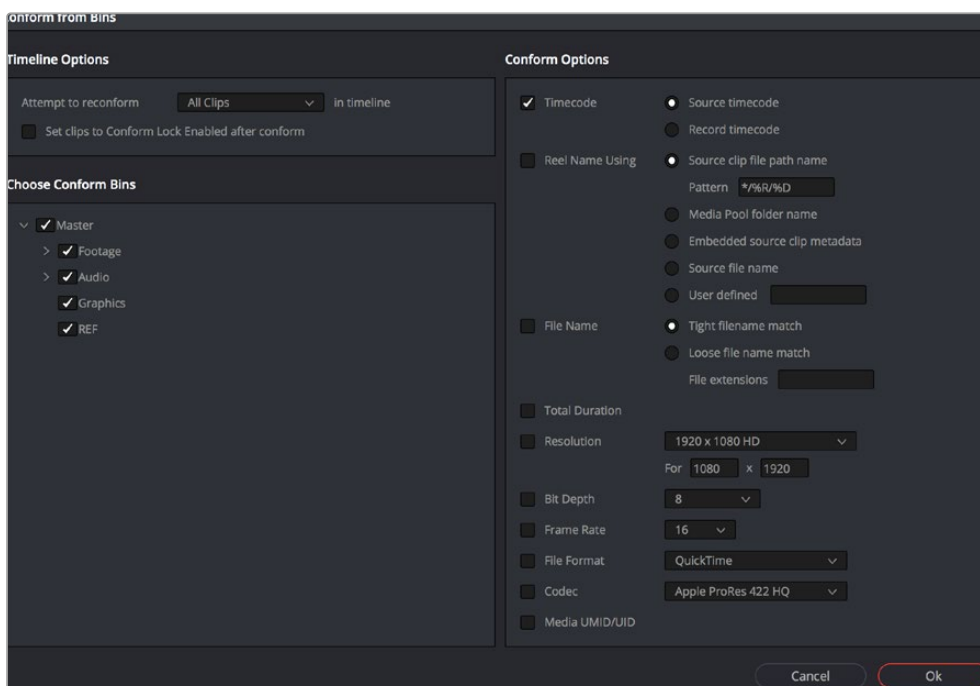 onform from Bins
Timeline Options
Attempt to reconform All Clips in timeline
Set clips to Conform Lock Enabled after conform
Choose Conform Bins
Master
Footage
Audio
Graphics
REF
Conform Options
Timecode Source timecode
Record timecode
Reel Name Using Source clip file path name
Pattern */%R/%D
Media Pool folder name
Embedded source clip metadata
Source file name
User defined
File Name Tight filename match
Loose file name match
File extensions
Total Duration
Resolution 1920 x 1080 HD
For 1080 x 1920
Bit Depth 8
Frame Rate 16
File Format QuickTime
Codec Apple ProRes 422 HQ
Media UMID/UID
Cancel Ok